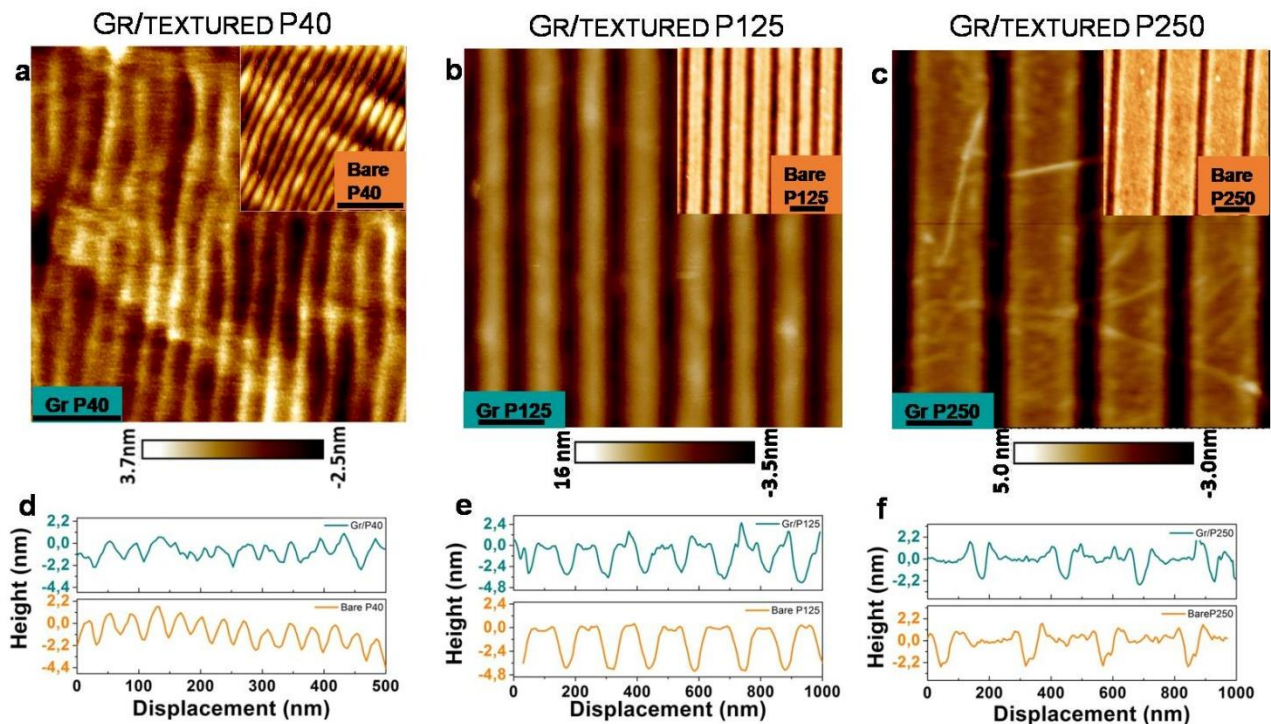 GR/TEXTURED P40
GR/TEXTURED P125
GR/TEXTURED P250
a
Bare
P40
Gr P40
3.7nm
-2.5nm
b
Bare
P125
Gr P125
16 nm
-3.5nm
c
Bare
P250
Gr P250
5.0 nm
-3.0nm
d
Height (nm)
2,2
0,0
-2,2
-4,4
Gr/P40
2,2
0,0
-2,2
-4,4
Bare P40
0 100 200 300 400 500
Displacement (nm)
e
Height (nm)
2,4
0,0
-2,4
-4,8
Gr/P125
2,4
0,0
-2,4
-4,8
Bare P125
0 200 400 600 800 1000
Displacement (nm)
f
Height (nm)
2,2
0,0
-2,2
Gr/P250
2,2
0,0
-2,2
BareP250
0 200 400 600 800 1000
Displacement (nm)